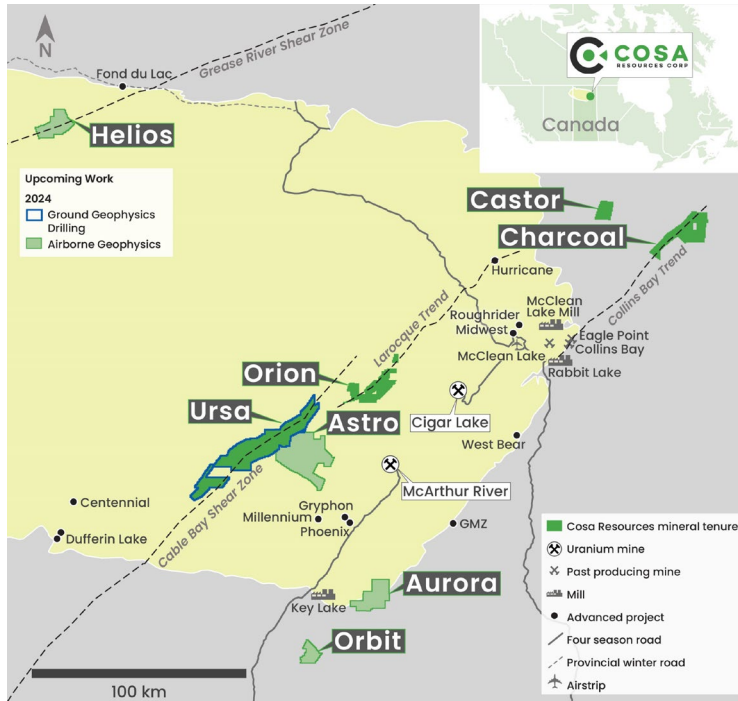 N
Grease River Shear Zone
Fond du Lac
Helios
COSA
RESOURCES CORP
Canada
Upcoming Work
2024
Ground Geophysics
Drilling
Airborne Geophysics
Castor
Charcoal
Collins Bay Trend
Hurricane
Larocque Trend
McClean
Lake Mill
Roughrider
Midwest
McClean Lake
Eagle Point
Collins Bay
Rabbit Lake
Orion
Ursa
Astro
Cigar Lake
West Bear
McArthur River
Cable Bay Shear Zone
Centennial
Dufferin Lake
Gryphon
Millennium
Phoenix
GMZ
Aurora
Key Lake
Orbit
100 km
Cosa Resources mineral tenure
Uranium mine
Past producing mine
Mill
Advanced project
Four season road
Provincial winter road
Airstrip